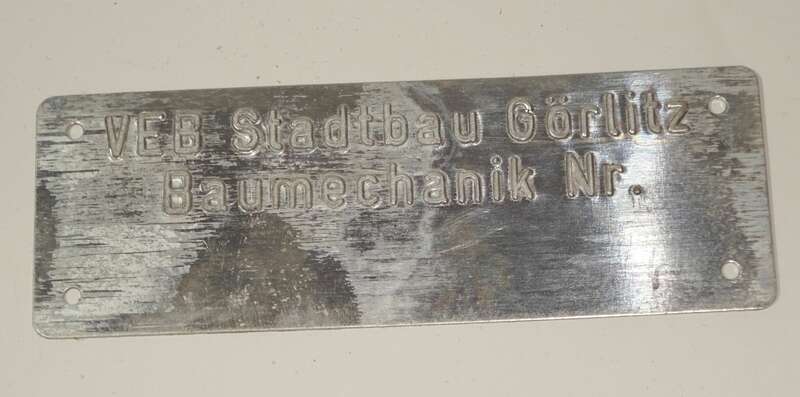 VEB Stadtbau Görlitz
Baumechanik Nr.